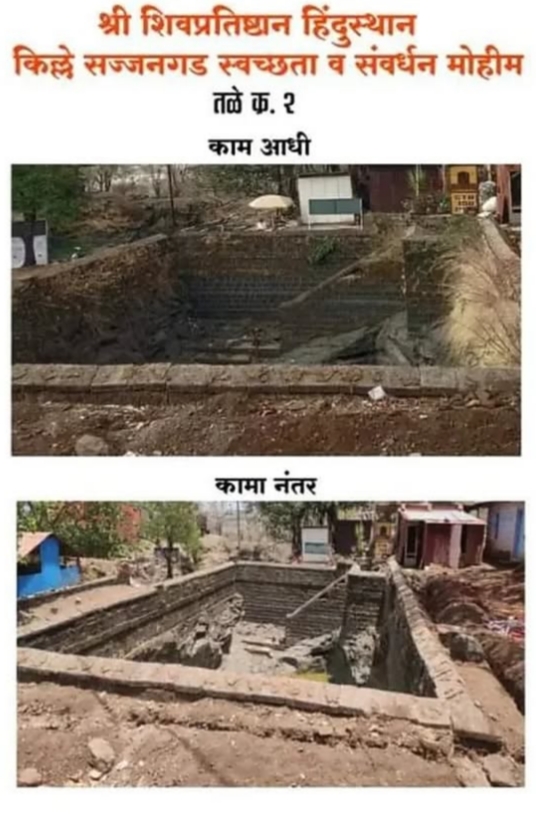 श्री शिवप्रतिष्ठान हिंदुस्थान
किल्ले सज्जनगड स्वच्छता व संवर्धन मोहीम
तळे क्र. २
काम आधी
कामा नंतर